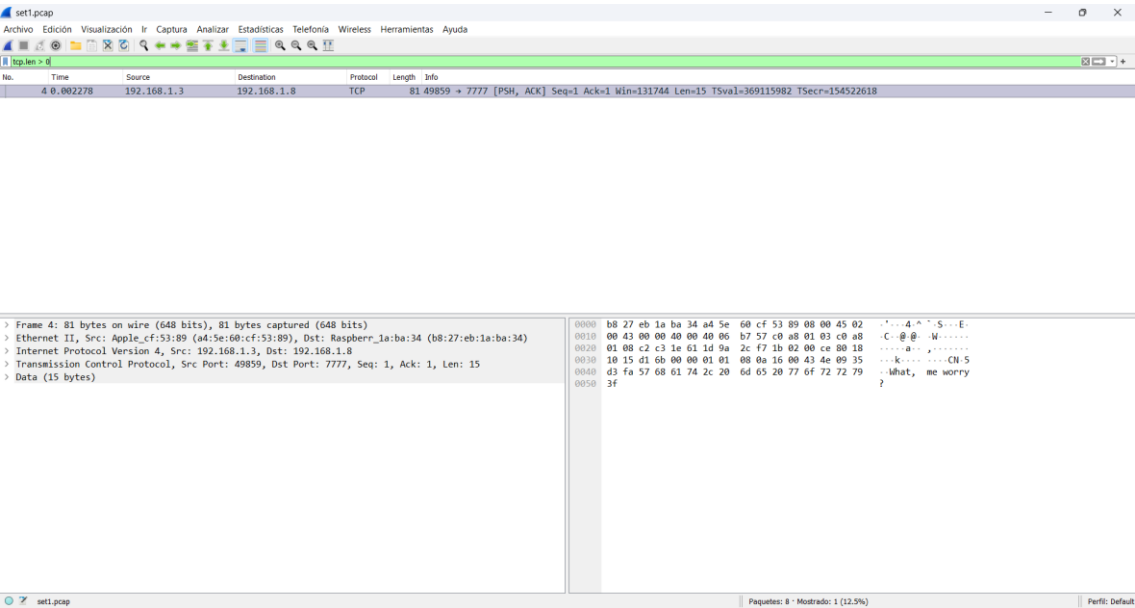 set1.pcap
Archivo Edición Visualización Ir Captura Analizar Estadísticas Telefonía Wireless Herramientas Ayuda
tcp.len > 0
No. Time Source Destination Protocol Length Info
4 0.002278 192.168.1.3 192.168.1.8 TCP 81 49859 → 7777 [PSH, ACK] Seq=1 Ack=1 Win=131744 Len=15 TSval=369115982 TSecr=154522618
> Frame 4: 81 bytes on wire (648 bits), 81 bytes captured (648 bits)
> Ethernet II, Src: Apple_cf:53:89 (a4:5e:60:cf:53:89), Dst: Raspberr_1a:ba:34 (b8:27:eb:1a:ba:34)
> Internet Protocol Version 4, Src: 192.168.1.3, Dst: 192.168.1.8
> Transmission Control Protocol, Src Port: 49859, Dst Port: 7777, Seq: 1, Ack: 1, Len: 15
> Data (15 bytes)
0000 b8 27 eb 1a ba 34 a4 5e 60 cf 53 89 08 00 45 02 ·'···4·^ `·S···E·
0010 00 43 00 00 40 00 40 06 b7 57 c0 a8 01 03 c0 a8 ·C··@·@· ·W······
0020 01 08 c2 c3 1e 61 1d 9a 2c f7 1b 02 00 ce 80 18 ·····a·· ,·······
0030 10 15 d1 6b 00 00 01 01 08 0a 16 00 43 4e 09 35 ···k···· ····CN·5
0040 d3 fa 57 68 61 74 2c 20 6d 65 20 77 6f 72 72 79 ··What, me worry
0050 3f ?
set1.pcap Paquetes: 8 · Mostrado: 1 (12.5%) Perfil: Default